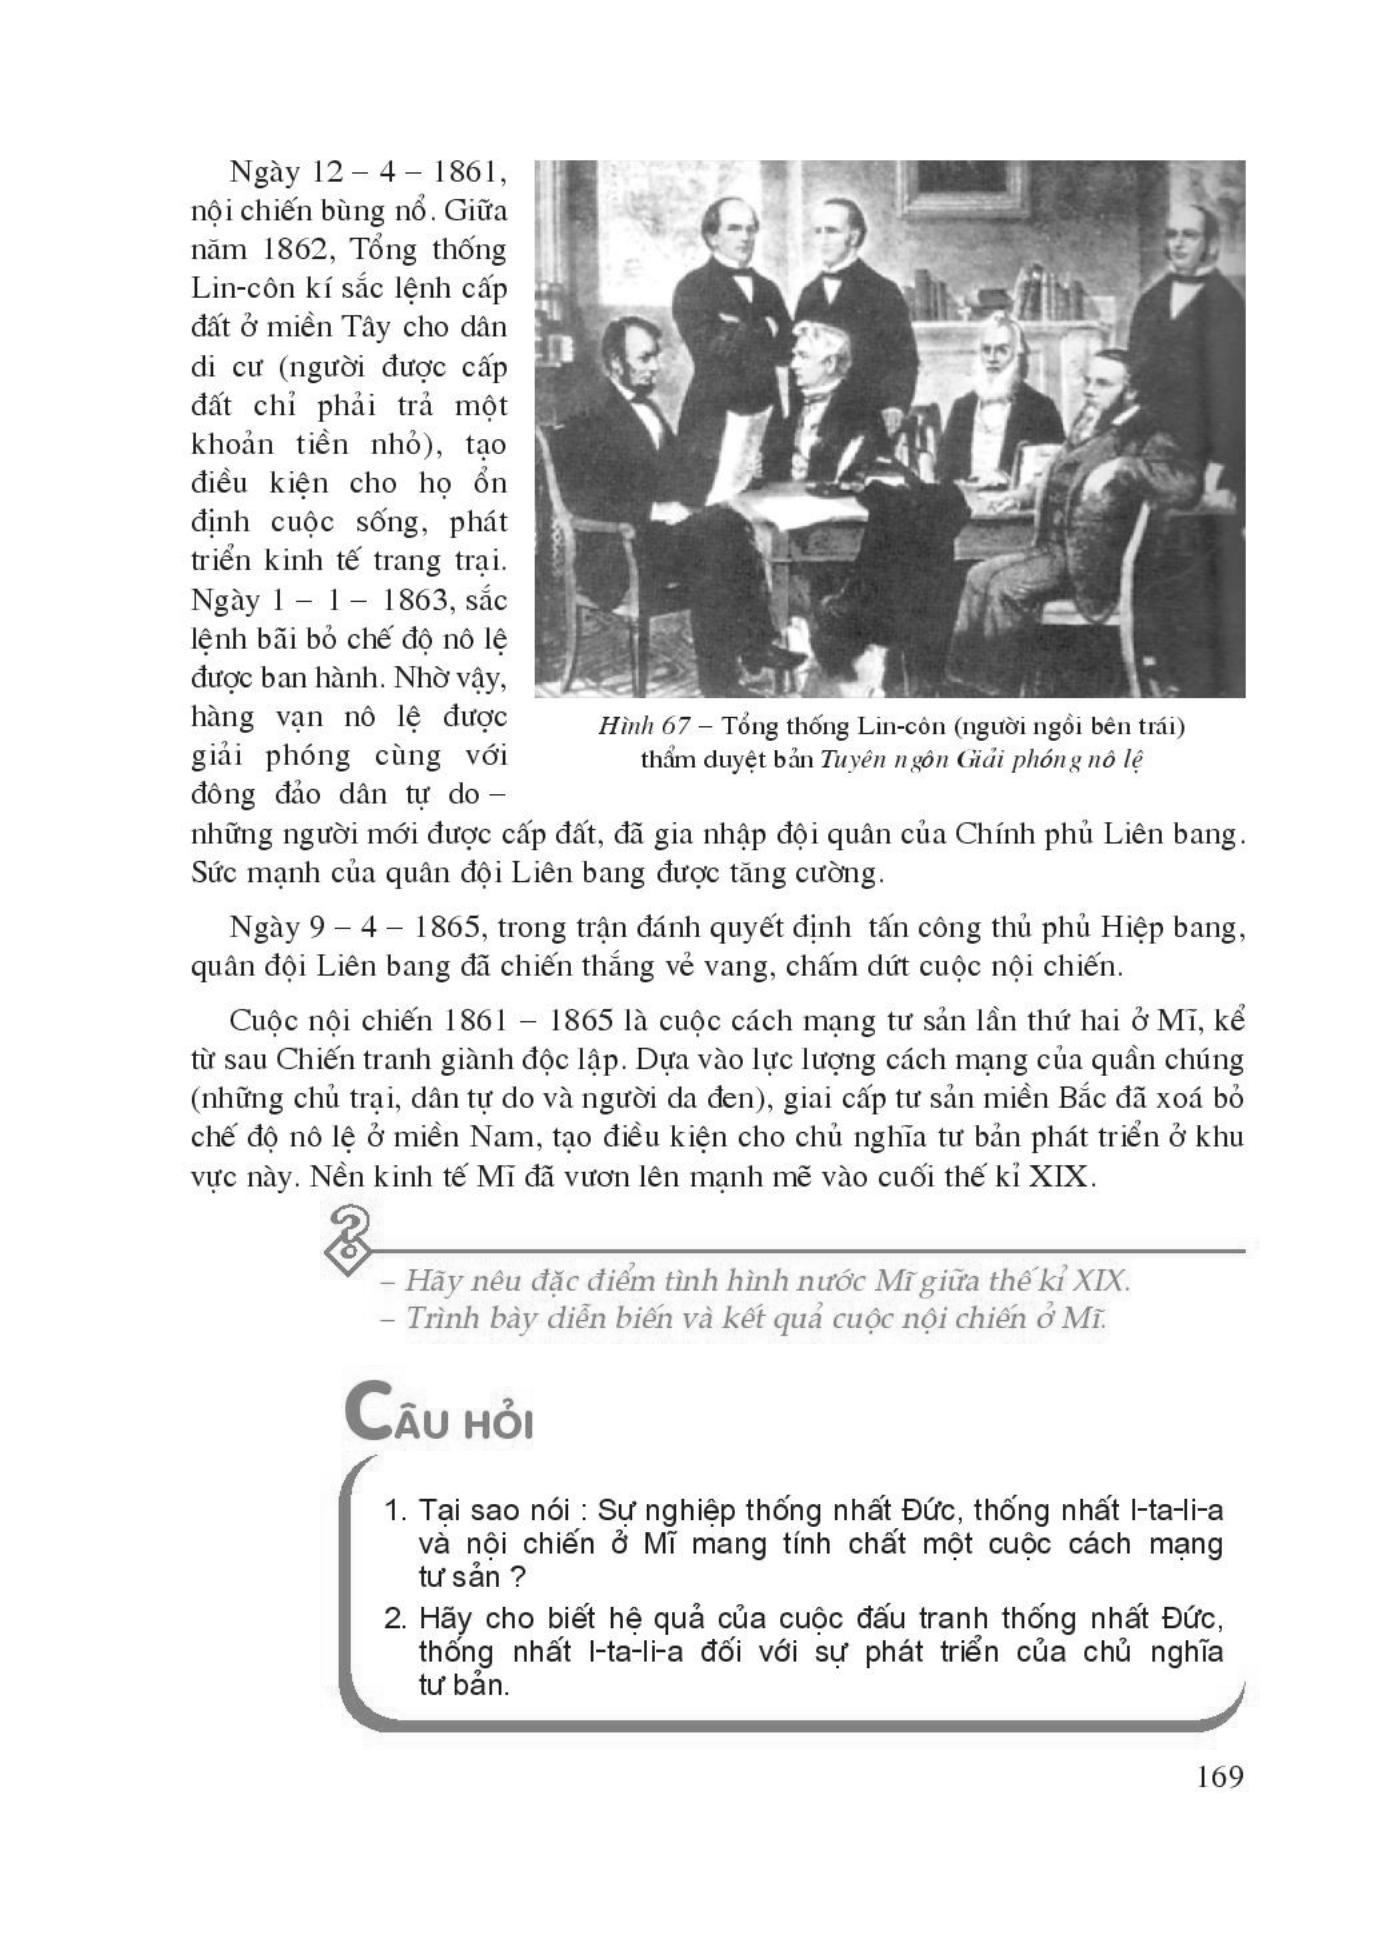 Ngày 12 – 4 – 1861,
nội chiến bùng nổ. Giữa
năm 1862, Tổng thống
Lin-côn kí sắc lệnh cấp
đất ở miền Tây cho dân
di cư (người được cấp
đất chỉ phải trả một
khoản tiền nhỏ), tạo
điều kiện cho họ ổn
định cuộc sống, phát
triển kinh tế trang trại.
Ngày 1 – 1 – 1863, sắc
lệnh bãi bỏ chế độ nô lệ
được ban hành. Nhờ vậy,
hàng vạn nô lệ được
giải phóng cùng với
đông đảo dân tự do –
Hình 67 – Tổng thống Lin-côn (người ngồi bên trái)
thẩm duyệt bản Tuyên ngôn Giải phóng nô lệ
những người mới được cấp đất, đã gia nhập đội quân của Chính phủ Liên bang.
Sức mạnh của quân đội Liên bang được tăng cường.
Ngày 9 – 4 – 1865, trong trận đánh quyết định tấn công thủ phủ Hiệp bang,
quân đội Liên bang đã chiến thắng vẻ vang, chấm dứt cuộc nội chiến.
Cuộc nội chiến 1861 – 1865 là cuộc cách mạng tư sản lần thứ hai ở Mĩ, kể
từ sau Chiến tranh giành độc lập. Dựa vào lực lượng cách mạng của quần chúng
(những chủ trại, dân tự do và người da đen), giai cấp tư sản miền Bắc đã xoá bỏ
chế độ nô lệ ở miền Nam, tạo điều kiện cho chủ nghĩa tư bản phát triển ở khu
vực này. Nền kinh tế Mĩ đã vươn lên mạnh mẽ vào cuối thế kỉ XIX.
?
– Hãy nêu đặc điểm tình hình nước Mĩ giữa thế kỉ XIX.
– Trình bày diễn biến và kết quả cuộc nội chiến ở Mĩ.
CÂU HỎI
1. Tại sao nói : Sự nghiệp thống nhất Đức, thống nhất I-ta-li-a
và nội chiến ở Mĩ mang tính chất một cuộc cách mạng
tư sản ?
2. Hãy cho biết hệ quả của cuộc đấu tranh thống nhất Đức,
thống nhất I-ta-li-a đối với sự phát triển của chủ nghĩa
tư bản.
169